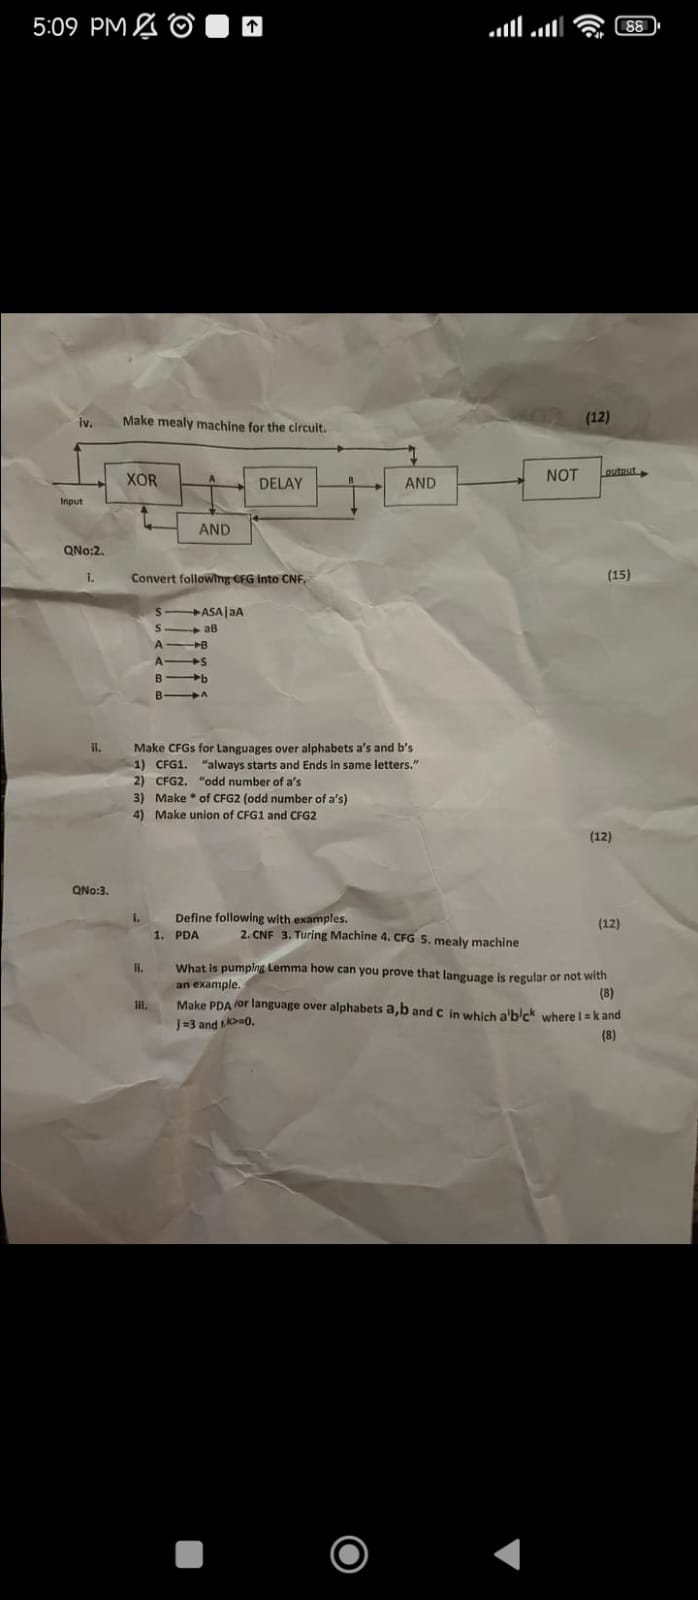 5:09 PM
88
iv. Make mealy machine for the circuit. (12)
XOR A DELAY B AND NOT output
Input
AND
QNo:2.
i. Convert following CFG into CNF. (15)
S → ASA|aA
S → aB
A → B
A → S
B → b
B → ^
ii. Make CFGs for Languages over alphabets a's and b's
1) CFG1. "always starts and Ends in same letters."
2) CFG2. "odd number of a's
3) Make * of CFG2 (odd number of a's)
4) Make union of CFG1 and CFG2
(12)
QNo:3.
i. Define following with examples. (12)
1. PDA 2. CNF 3. Turing Machine 4. CFG 5. mealy machine
ii. What is pumping Lemma how can you prove that language is regular or not with
an example. (8)
iii. Make PDA for language over alphabets a,b and c in which aⁱbʲcᵏ where I = k and
J =3 and i,k>=0. (8)